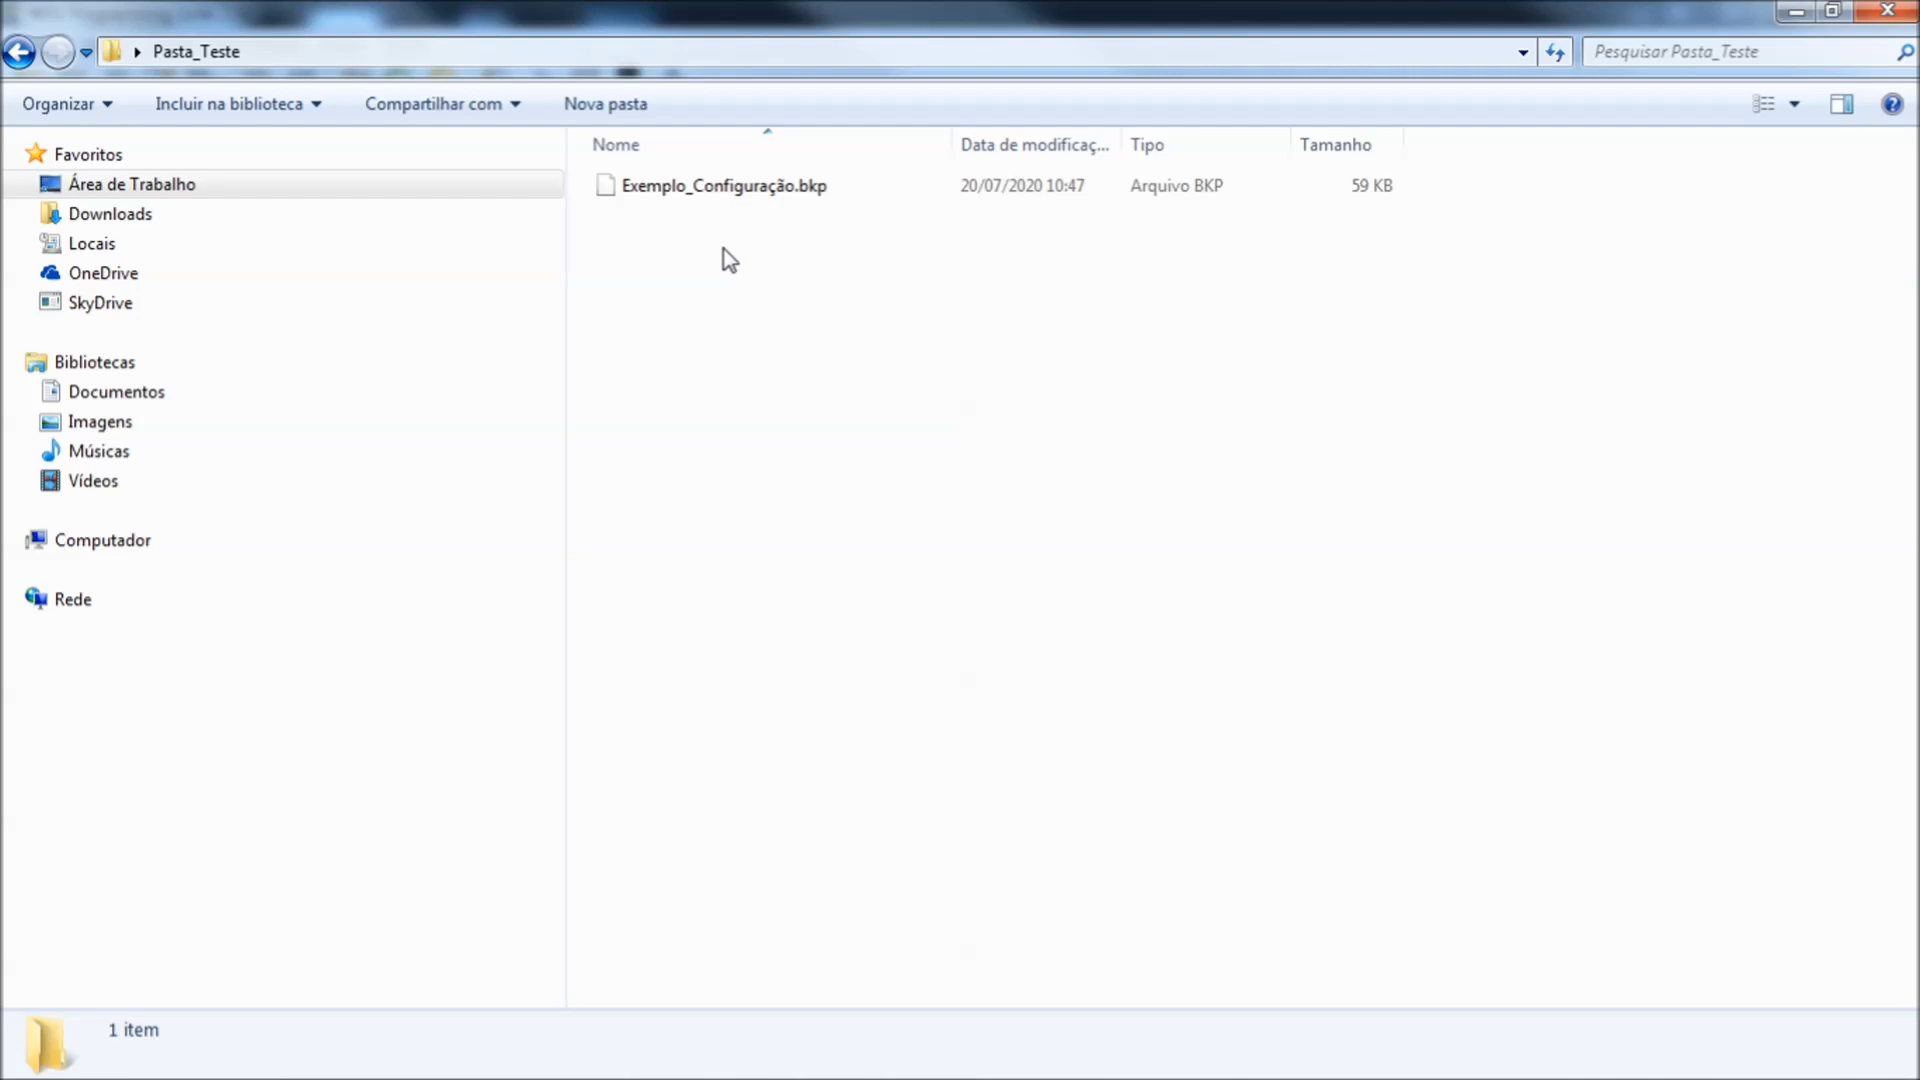 Pasta_Teste
Pesquisar Pasta_Teste
Organizar
Incluir na biblioteca
Compartilhar com
Nova pasta
Nome
Data de modificaç...
Tipo
Tamanho
Exemplo_Configuração.bkp
20/07/2020 10:47
Arquivo BKP
59 KB
Favoritos
Área de Trabalho
Downloads
Locais
OneDrive
SkyDrive
Bibliotecas
Documentos
Imagens
Músicas
Vídeos
Computador
Rede
1 item